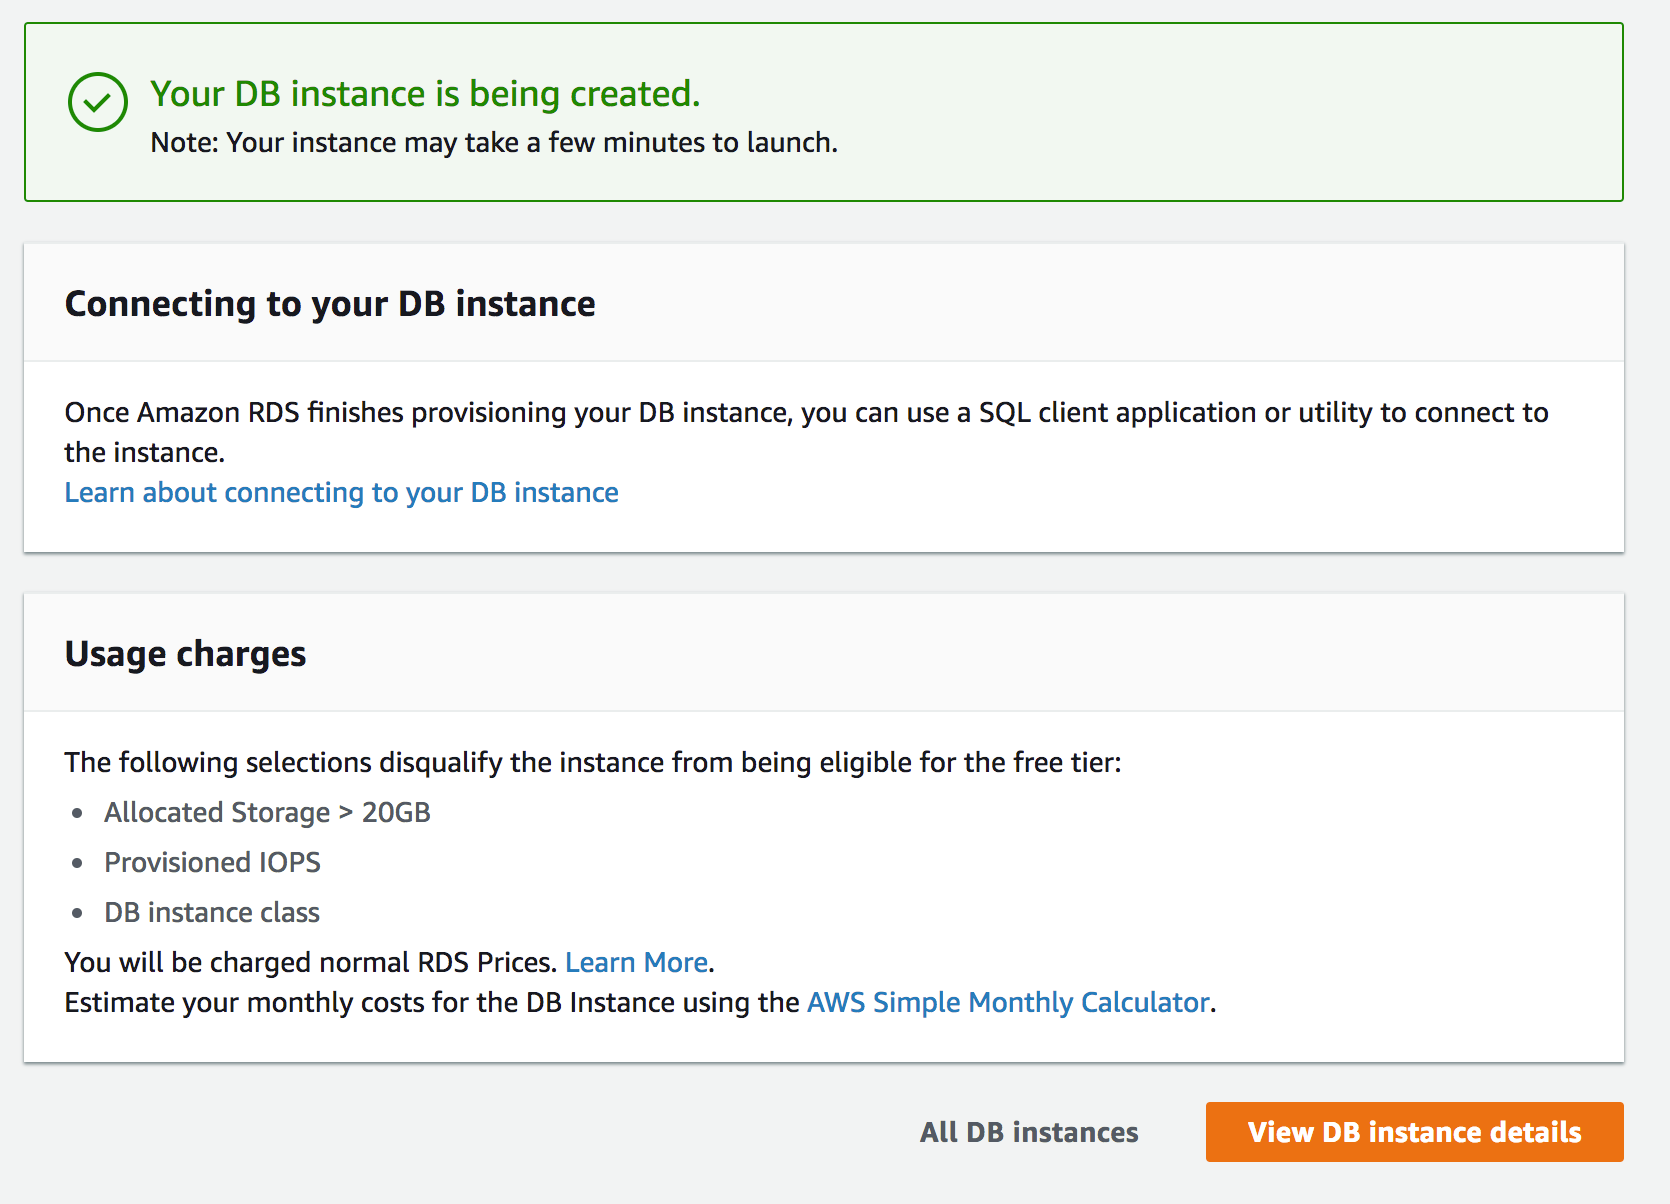 Your DB instance is being created.
Note: Your instance may take a few minutes to launch.
Connecting to your DB instance
Once Amazon RDS finishes provisioning your DB instance, you can use a SQL client application or utility to connect to
the instance.
Learn about connecting to your DB instance
Usage charges
The following selections disqualify the instance from being eligible for the free tier:
• Allocated Storage > 20GB
• Provisioned IOPS
• DB instance class
You will be charged normal RDS Prices. Learn More.
Estimate your monthly costs for the DB Instance using the AWS Simple Monthly Calculator.
All DB instances
View DB instance details